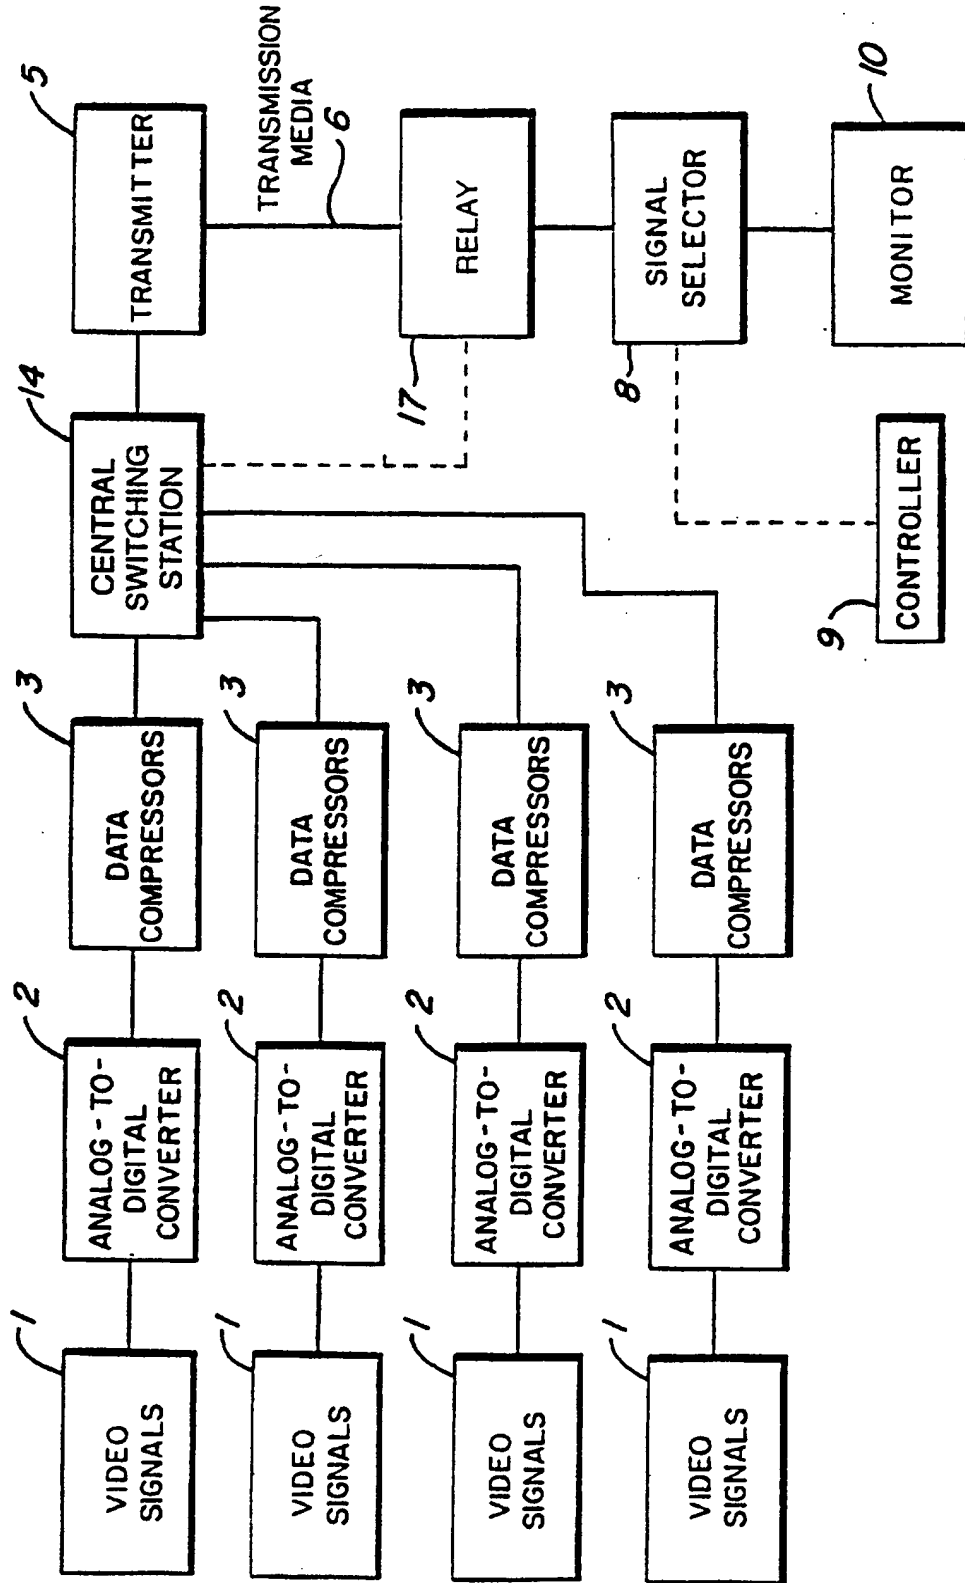 VIDEO
SIGNALS
1
ANALOG-TO-
DIGITAL
CONVERTER
2
DATA
COMPRESSORS
3
CENTRAL
SWITCHING
STATION
14
TRANSMITTER
5
VIDEO
SIGNALS
1
ANALOG-TO-
DIGITAL
CONVERTER
2
DATA
COMPRESSORS
3
TRANSMISSION
MEDIA
6
VIDEO
SIGNALS
1
ANALOG-TO-
DIGITAL
CONVERTER
2
DATA
COMPRESSORS
3
17
RELAY
VIDEO
SIGNALS
1
ANALOG-TO-
DIGITAL
CONVERTER
2
DATA
COMPRESSORS
3
8
SIGNAL
SELECTOR
9
CONTROLLER
MONITOR
10